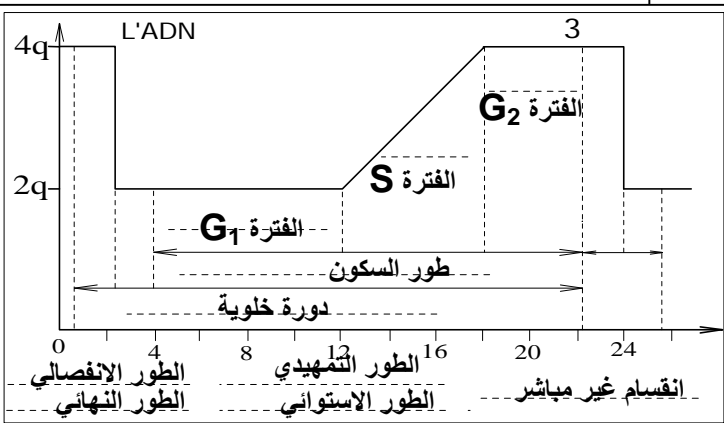 L'ADN
3
4q
الفترة G2
الفترة S
2q
الفترة G1
طور السكون
دورة خلوية
0 4 8 12 16 20 24
الطور التمهيدي الطور الانفصالي
انقسام غير مباشر
الطور الاستوائي الطور النهائي